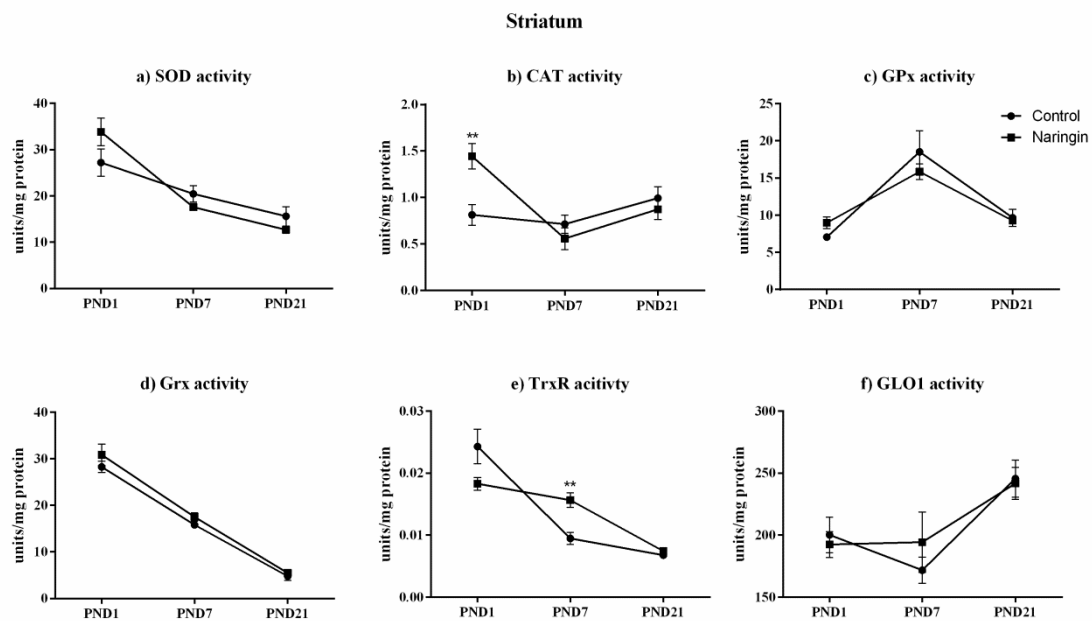 Striatum
a) SOD activity
units/mg protein
40
30
20
10
0
PND1 PND7 PND21
b) CAT activity
units/mg protein
2.0
1.5
1.0
0.5
0.0
**
PND1 PND7 PND21
c) GPx activity
units/mg protein
25
20
15
10
5
0
PND1 PND7 PND21
Control
Naringin
d) Grx activity
units/mg protein
40
30
20
10
0
PND1 PND7 PND21
e) TrxR acitivty
units/mg protein
0.03
0.02
0.01
0.00
**
PND1 PND7 PND21
f) GLO1 activity
units/mg protein
300
250
200
150
PND1 PND7 PND21